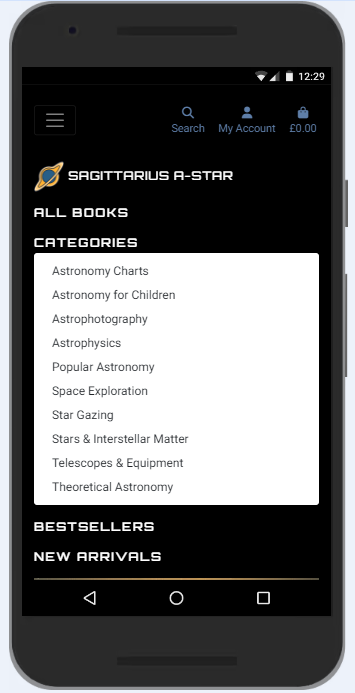 12:29
Search My Account £0.00
SAGITTARIUS A-STAR
ALL BOOKS
CATEGORIES
Astronomy Charts
Astronomy for Children
Astrophotography
Astrophysics
Popular Astronomy
Space Exploration
Star Gazing
Stars & Interstellar Matter
Telescopes & Equipment
Theoretical Astronomy
BESTSELLERS
NEW ARRIVALS